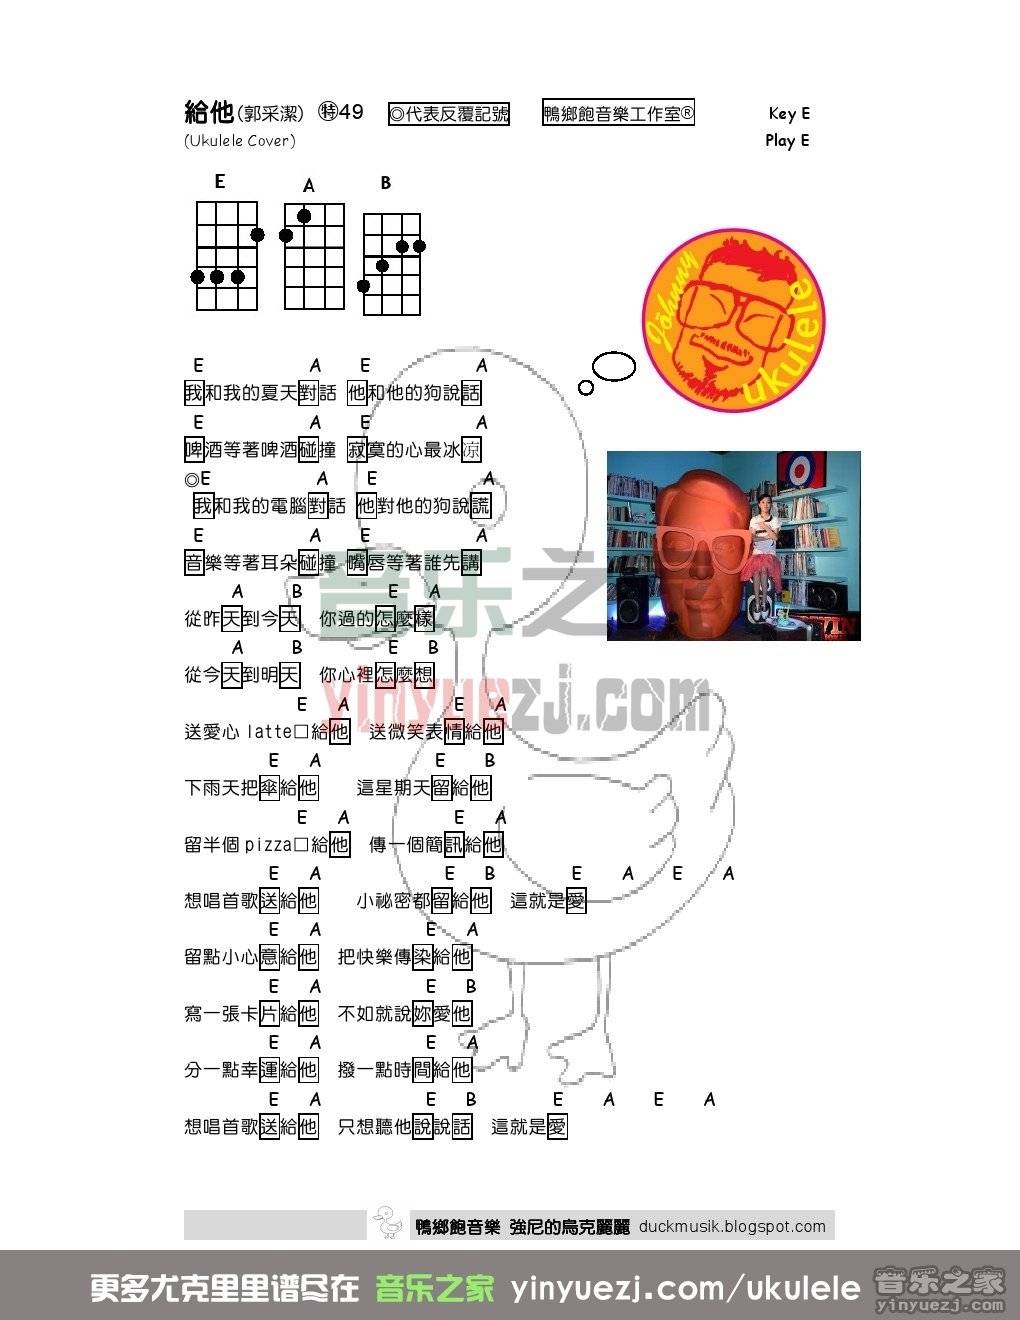 給他(郭采潔) ㊕49 ◎代表反覆記號 鴨鄉飽音樂工作室® Key E
(Ukulele Cover) Play E
E A B
Jöhnny ukulele
E A E A
我和我的夏天對話 他和他的狗說話
E A E A
啤酒等著啤酒碰撞 寂寞的心最冰涼
◎E A E A
我和我的電腦對話 他對他的狗說謊
E A E A
音樂等著耳朵碰撞 嘴唇等著誰先講
A B E A
從昨天到今天 你過的怎麼樣
A B A B
從今天到明天 你心裡怎麼想
E A E A
送愛心 latte□給他 送微笑表情給他
E A E B
下雨天把傘給他 這星期天留給他
E A E A
留半個 pizza□給他 傳一個簡訊給他
E A E B E A E A
想唱首歌送給他 小祕密都留給他 這就是愛
E A E A
留點小心意給他 把快樂傳染給他
E A E B
寫一張卡片給他 不如就說妳愛他
E A E A
分一點幸運給他 撥一點時間給他
E A E B E A E A
想唱首歌送給他 只想聽他說說話 這就是愛
音乐之家
yinyuezj.com
鴨鄉飽音樂 強尼的烏克麗麗 duckmusik.blogspot.com
更多尤克里里谱尽在 音乐之家 yinyuezj.com/ukulele
音乐之家
yinyuezj.com